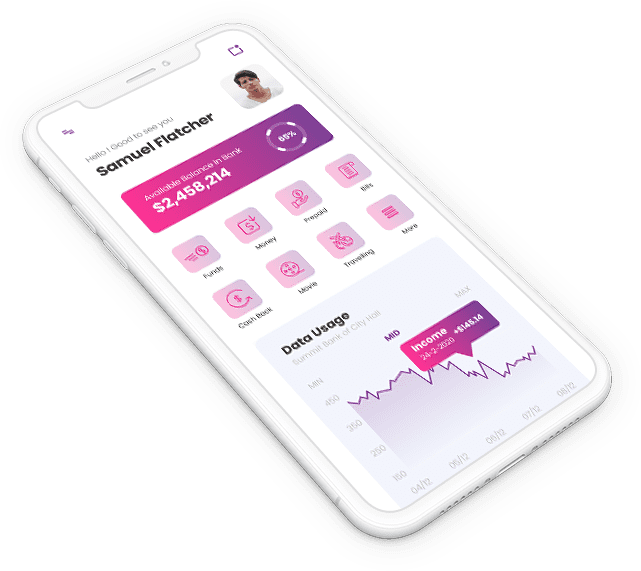 Hello ! Good to see you
Samuel Flatcher
Available Balance in Bank
$2,458,214
65%
Funds
Money
Prepaid
Bills
Cash Back
Movie
Travelling
More
Data Usage
Summit Bank of City Hall
MIN
MID
MAX
Income
24-2-2020
+$145.14
450
350
250
150
04/12
05/12
06/12
07/12
08/12